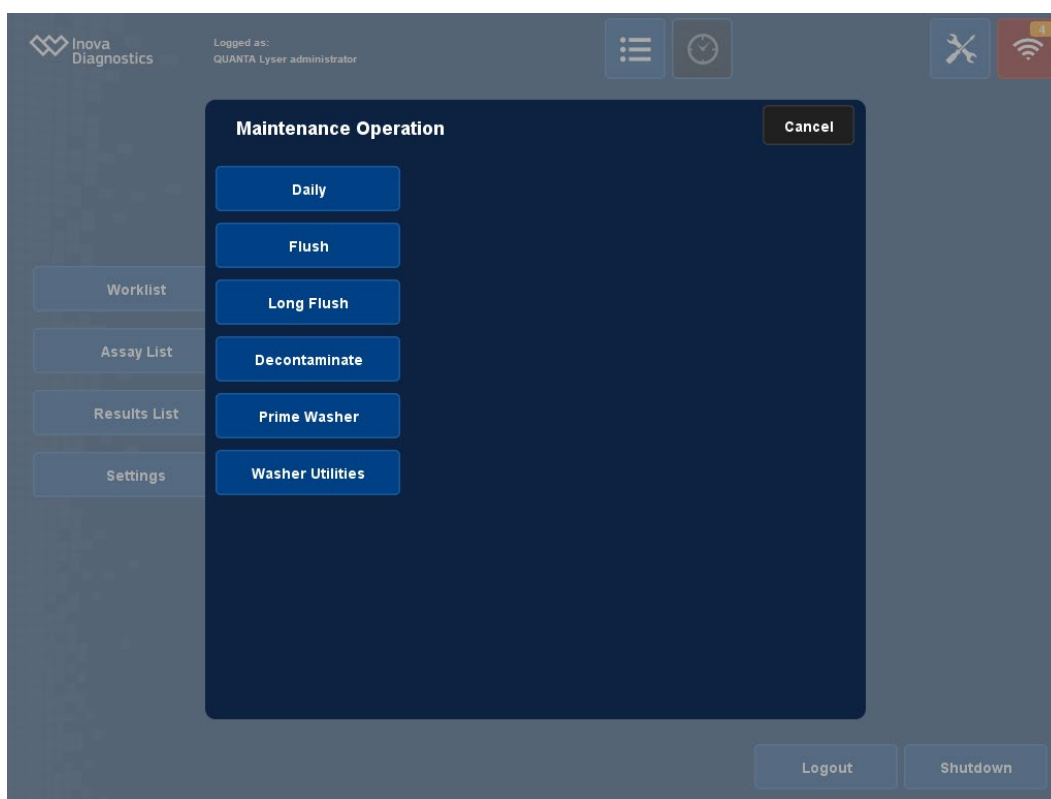 Inova
Diagnostics
Logged as:
QUANTA Lyser administrator
4
Maintenance Operation
Cancel
Daily
Flush
Long Flush
Decontaminate
Prime Washer
Washer Utilities
Worklist
Assay List
Results List
Settings
Logout
Shutdown